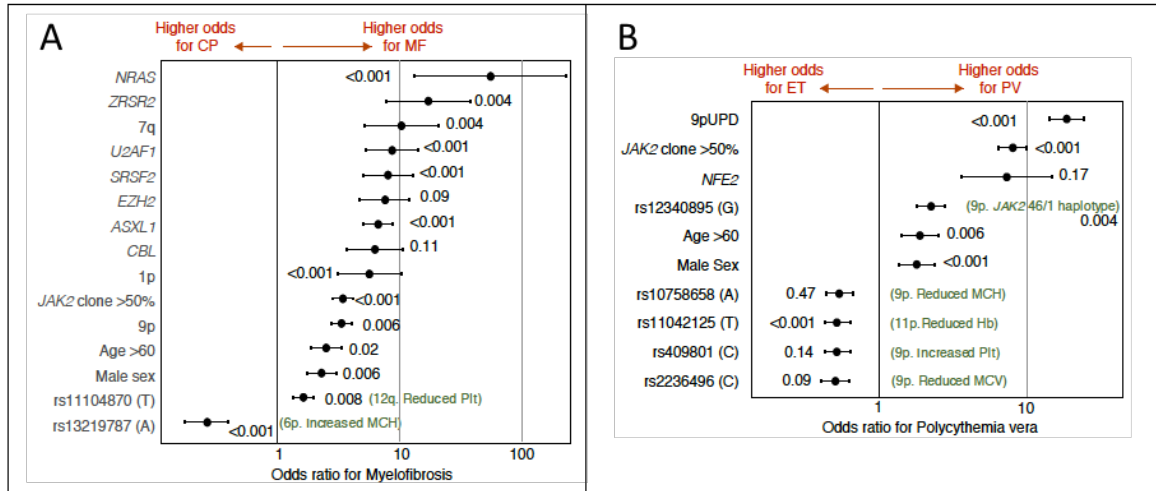 A
Higher odds
for CP
Higher odds
for MF
NRAS <0.001
ZRSR2 0.004
7q 0.004
U2AF1 <0.001
SRSF2 <0.001
EZH2 0.09
ASXL1 <0.001
CBL 0.11
1p <0.001
JAK2 clone >50% <0.001
9p 0.006
Age >60 0.02
Male sex 0.006
rs11104870 (T) 0.008 (12q. Reduced Plt)
rs13219787 (A) <0.001 (6p. Increased MCH)
1 10 100
Odds ratio for Myelofibrosis
B
Higher odds
for ET
Higher odds
for PV
9pUPD <0.001
JAK2 clone >50% <0.001
NFE2 0.17
rs12340895 (G) (9p. JAK2 46/1 haplotype)
0.004
Age >60 0.006
Male Sex <0.001
rs10758658 (A) 0.47 (9p. Reduced MCH)
rs11042125 (T) <0.001 (11p. Reduced Hb)
rs409801 (C) 0.14 (9p. Increased Plt)
rs2236496 (C) 0.09 (9p. Reduced MCV)
1 10
Odds ratio for Polycythemia vera